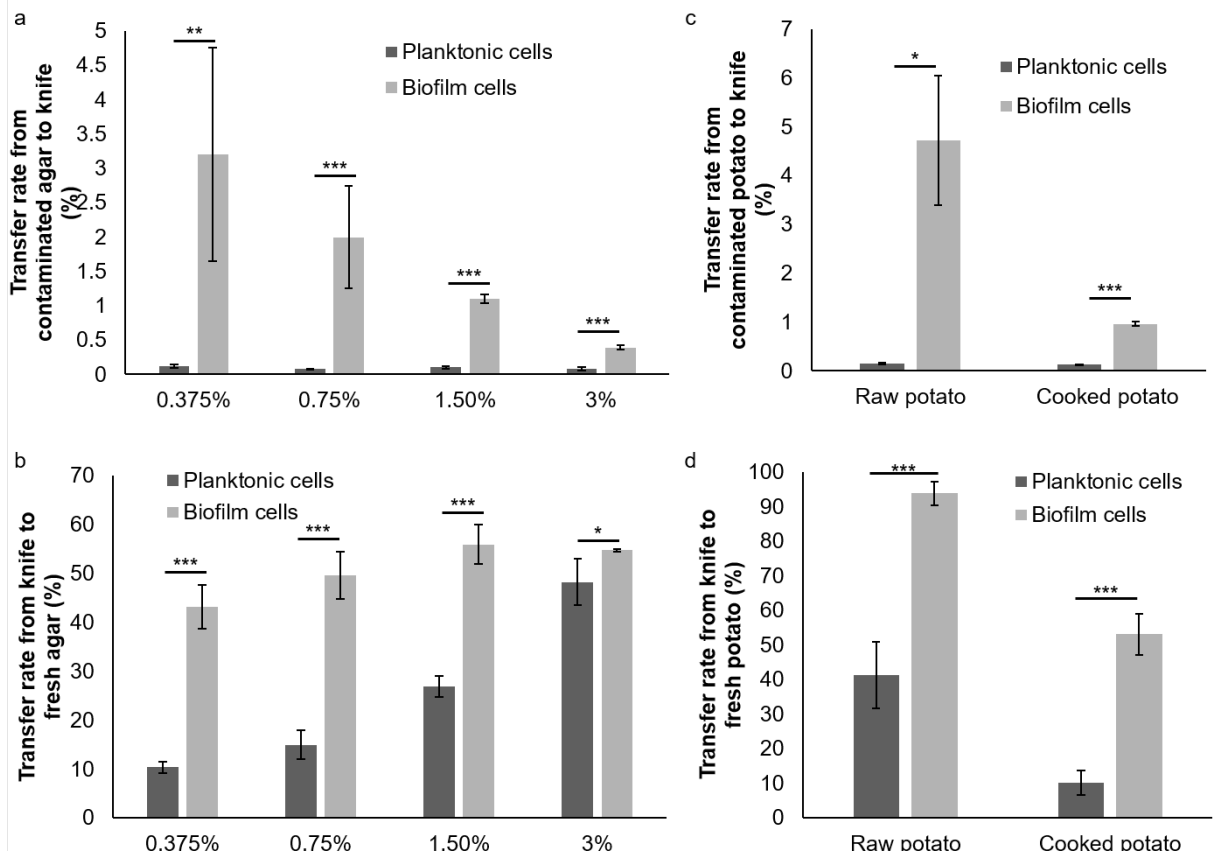 a
Transfer rate from
contaminated agar to knife
(%)
5
4.5
4
3.5
3
2.5
2
1.5
1
0.5
0
**
***
***
***
Planktonic cells
Biofilm cells
0.375%
0.75%
1.50%
3%
c
Transfer rate from
contaminated potato to knife
(%)
7
6
5
4
3
2
1
0
*
***
Planktonic cells
Biofilm cells
Raw potato
Cooked potato
b
Transfer rate from knife to
fresh agar (%)
70
60
50
40
30
20
10
0
Planktonic cells
Biofilm cells
***
***
***
*
0.375%
0.75%
1.50%
3%
d
Transfer rate from knife to
fresh potato (%)
100
90
80
70
60
50
40
30
20
10
0
***
***
Planktonic cells
Biofilm cells
Raw potato
Cooked potato